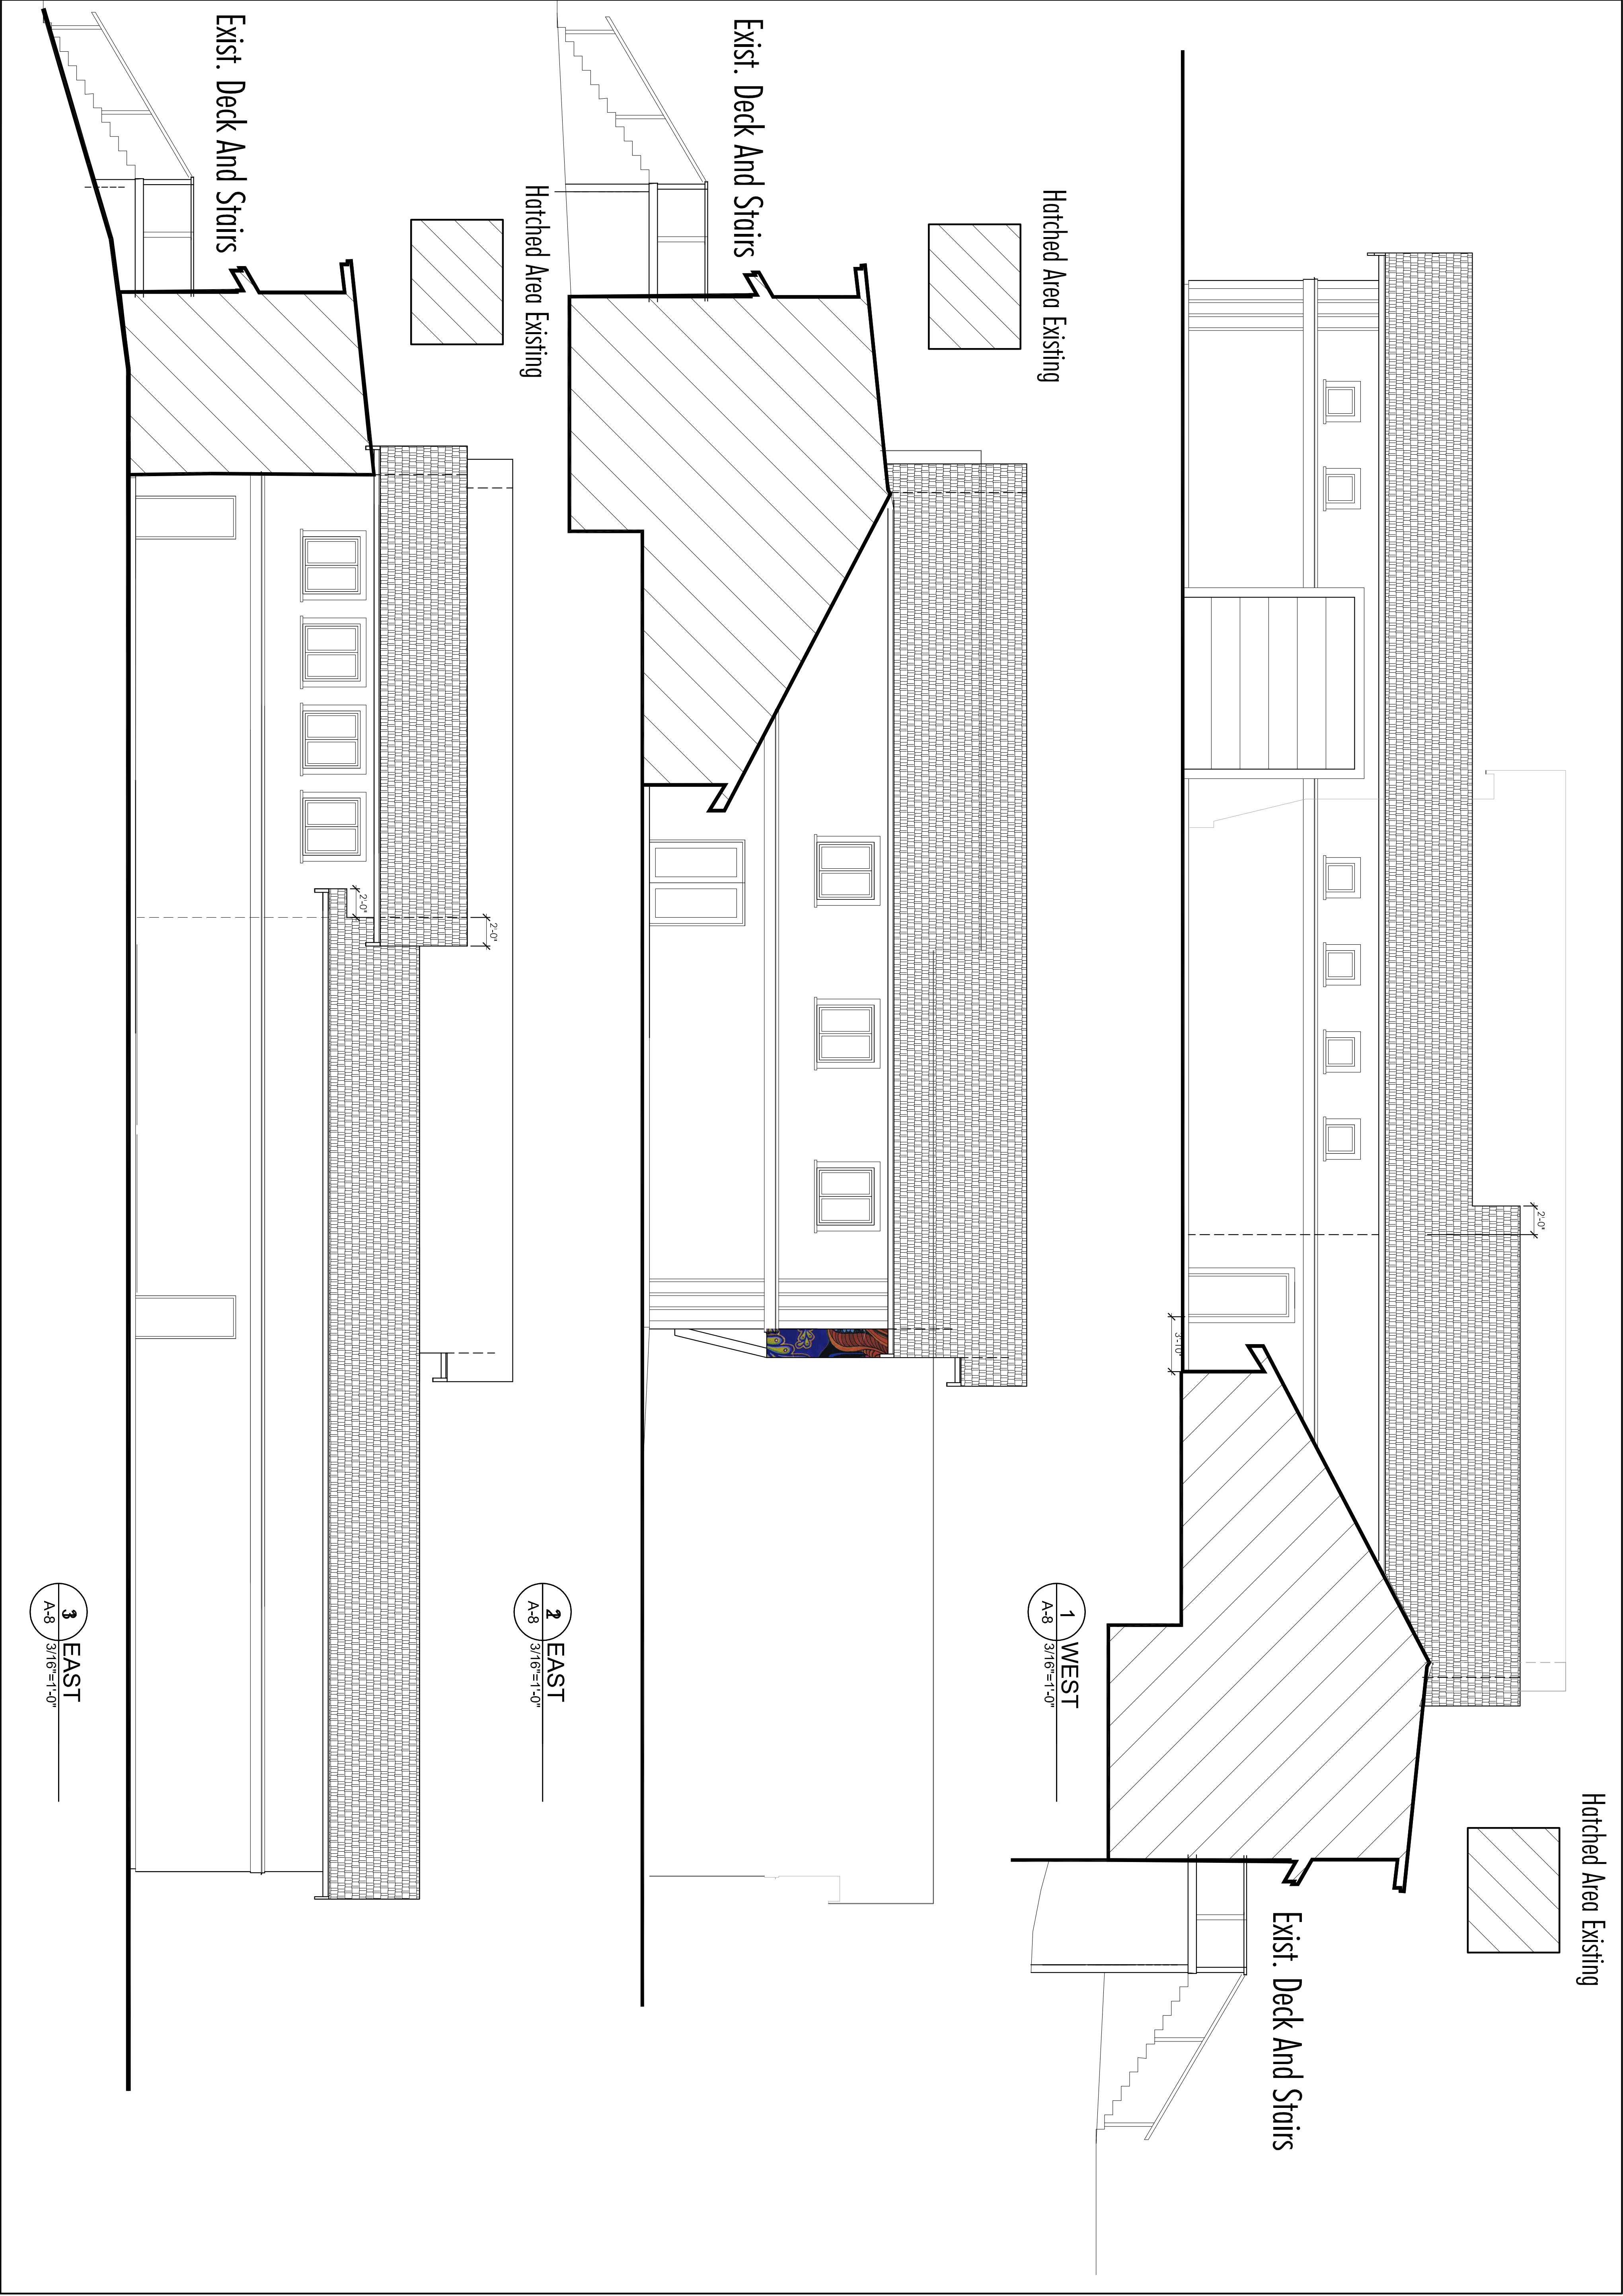 Hatched Area Existing
Exist. Deck And Stairs
2'-0"
3'-10"
1
A-8
WEST
3/16"=1'-0"
Hatched Area Existing
Exist. Deck And Stairs
2
A-8
EAST
3/16"=1'-0"
Hatched Area Existing
Exist. Deck And Stairs
2'-0"
2'-0"
3
A-8
EAST
3/16"=1'-0"